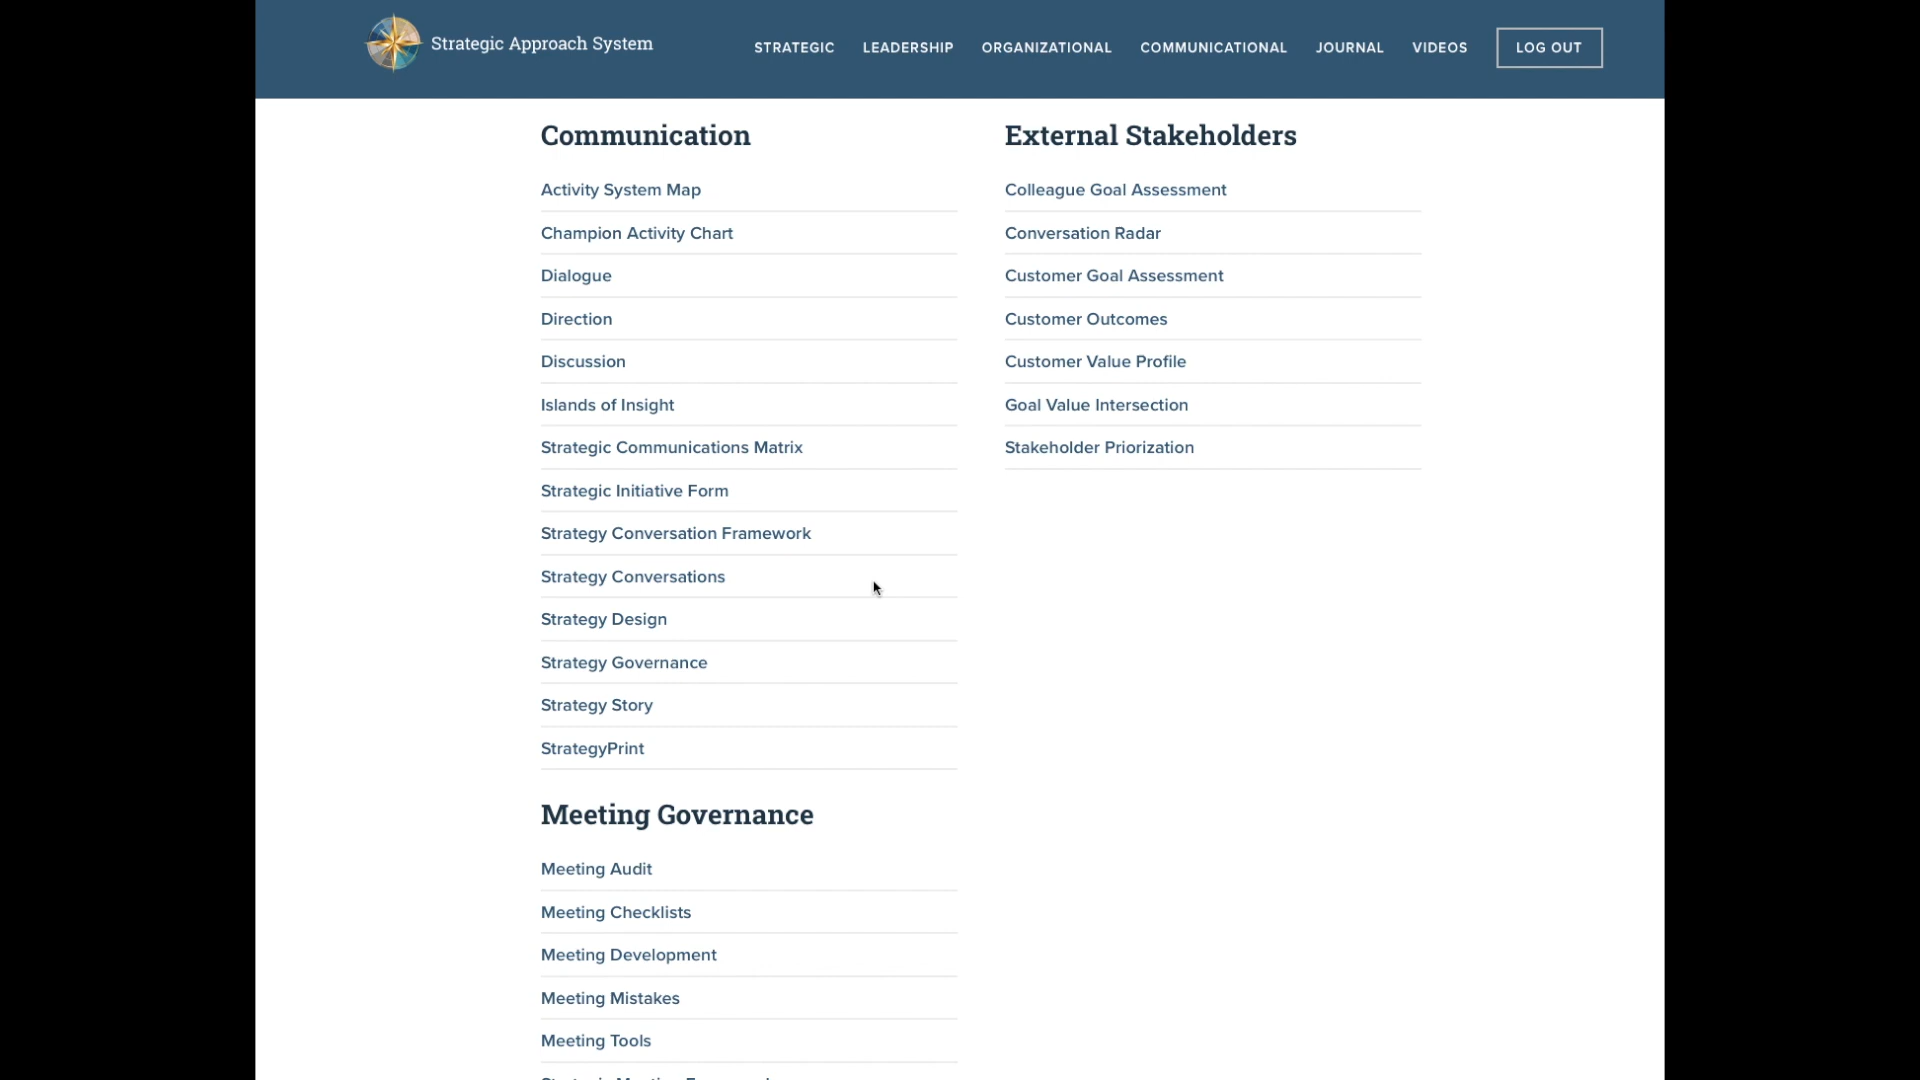 Strategic Approach System
STRATEGIC
LEADERSHIP
ORGANIZATIONAL
COMMUNICATIONAL
JOURNAL
VIDEOS
LOG OUT
Communication
Activity System Map
Champion Activity Chart
Dialogue
Direction
Discussion
Islands of Insight
Strategic Communications Matrix
Strategic Initiative Form
Strategy Conversation Framework
Strategy Conversations
Strategy Design
Strategy Governance
Strategy Story
StrategyPrint
Meeting Governance
Meeting Audit
Meeting Checklists
Meeting Development
Meeting Mistakes
Meeting Tools
External Stakeholders
Colleague Goal Assessment
Conversation Radar
Customer Goal Assessment
Customer Outcomes
Customer Value Profile
Goal Value Intersection
Stakeholder Priorization